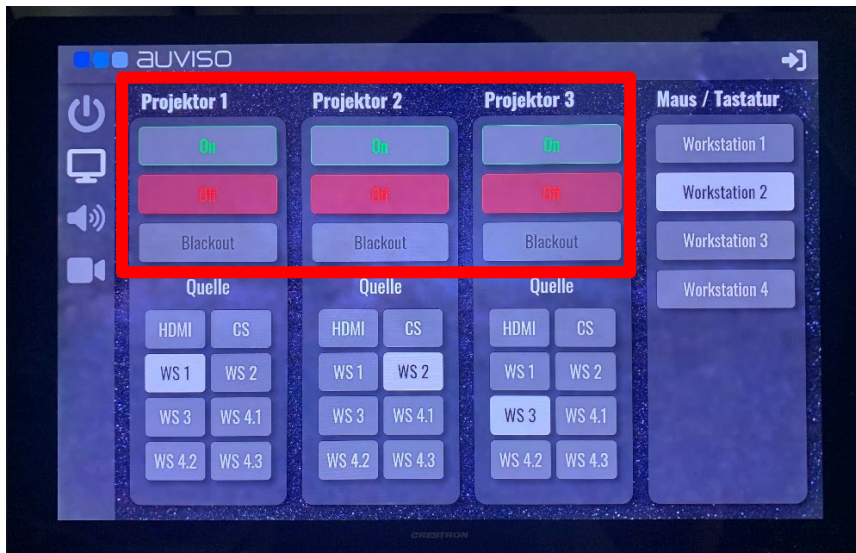 auviso
Projektor 1
On
Off
Blackout
Quelle
HDMI CS
WS 1 WS 2
WS 3 WS 4.1
WS 4.2 WS 4.3
Projektor 2
On
Off
Blackout
Quelle
HDMI CS
WS 1 WS 2
WS 3 WS 4.1
WS 4.2 WS 4.3
Projektor 3
On
Off
Blackout
Quelle
HDMI CS
WS 1 WS 2
WS 3 WS 4.1
WS 4.2 WS 4.3
Maus / Tastatur
Workstation 1
Workstation 2
Workstation 3
Workstation 4
CRESTRON